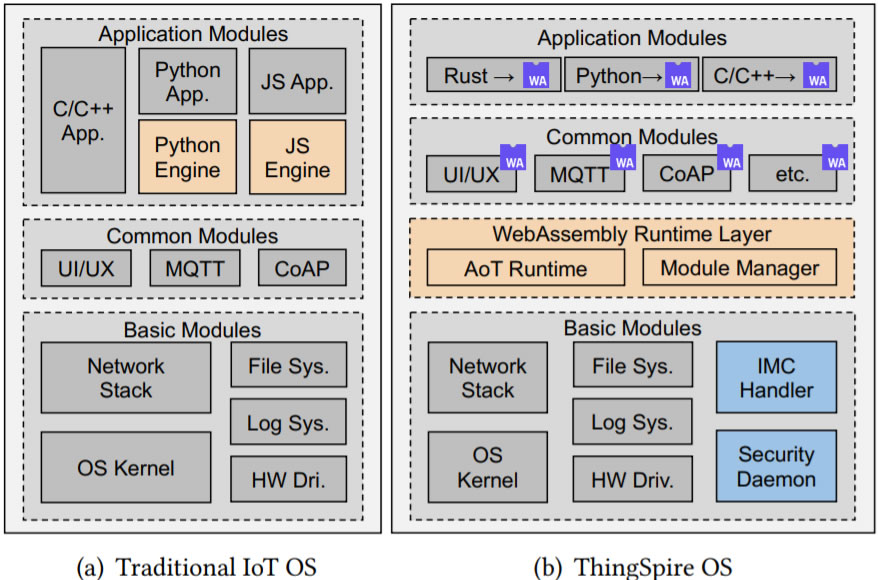 Application Modules
C/C++
App.
Python
App.
JS App.
Python
Engine
JS
Engine
Common Modules
UI/UX
MQTT
CoAP
Basic Modules
Network
Stack
File Sys.
Log Sys.
OS Kernel
HW Dri.
(a) Traditional IoT OS
Application Modules
Rust → WA
Python→ WA
C/C++→ WA
Common Modules
UI/UX WA
MQTT WA
CoAP WA
etc. WA
WebAssembly Runtime Layer
AoT Runtime
Module Manager
Basic Modules
Network
Stack
File Sys.
IMC
Handler
Log Sys.
OS
Kernel
HW Driv.
Security
Daemon
(b) ThingSpire OS